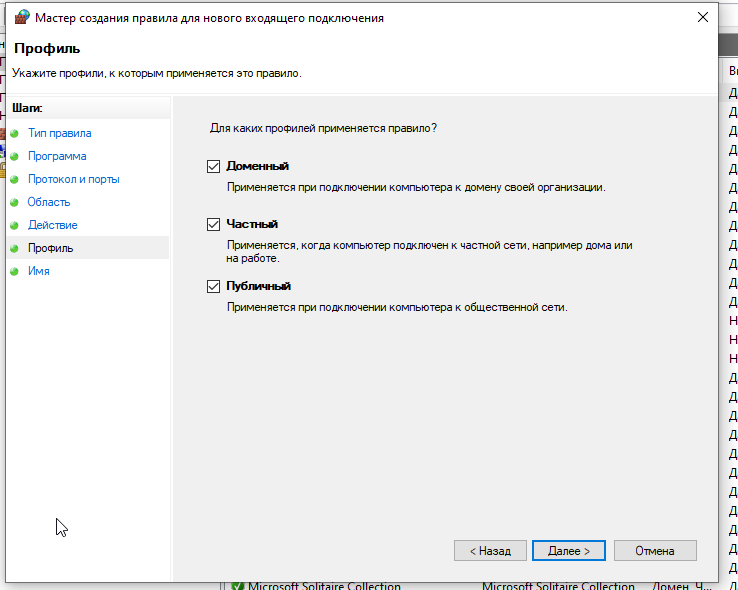 Мастер создания правила для нового входящего подключения
Профиль
Укажите профили, к которым применяется это правило.
Шаги:
Тип правила
Программа
Протокол и порты
Область
Действие
Профиль
Имя
Для каких профилей применяется правило?
Доменный
Применяется при подключении компьютера к домену своей организации.
Частный
Применяется, когда компьютер подключен к частной сети, например дома или
на работе.
Публичный
Применяется при подключении компьютера к общественной сети.
< Назад
Далее >
Отмена
Microsoft Solitaire Collection Microsoft Solitaire Collection Домен, Ч...